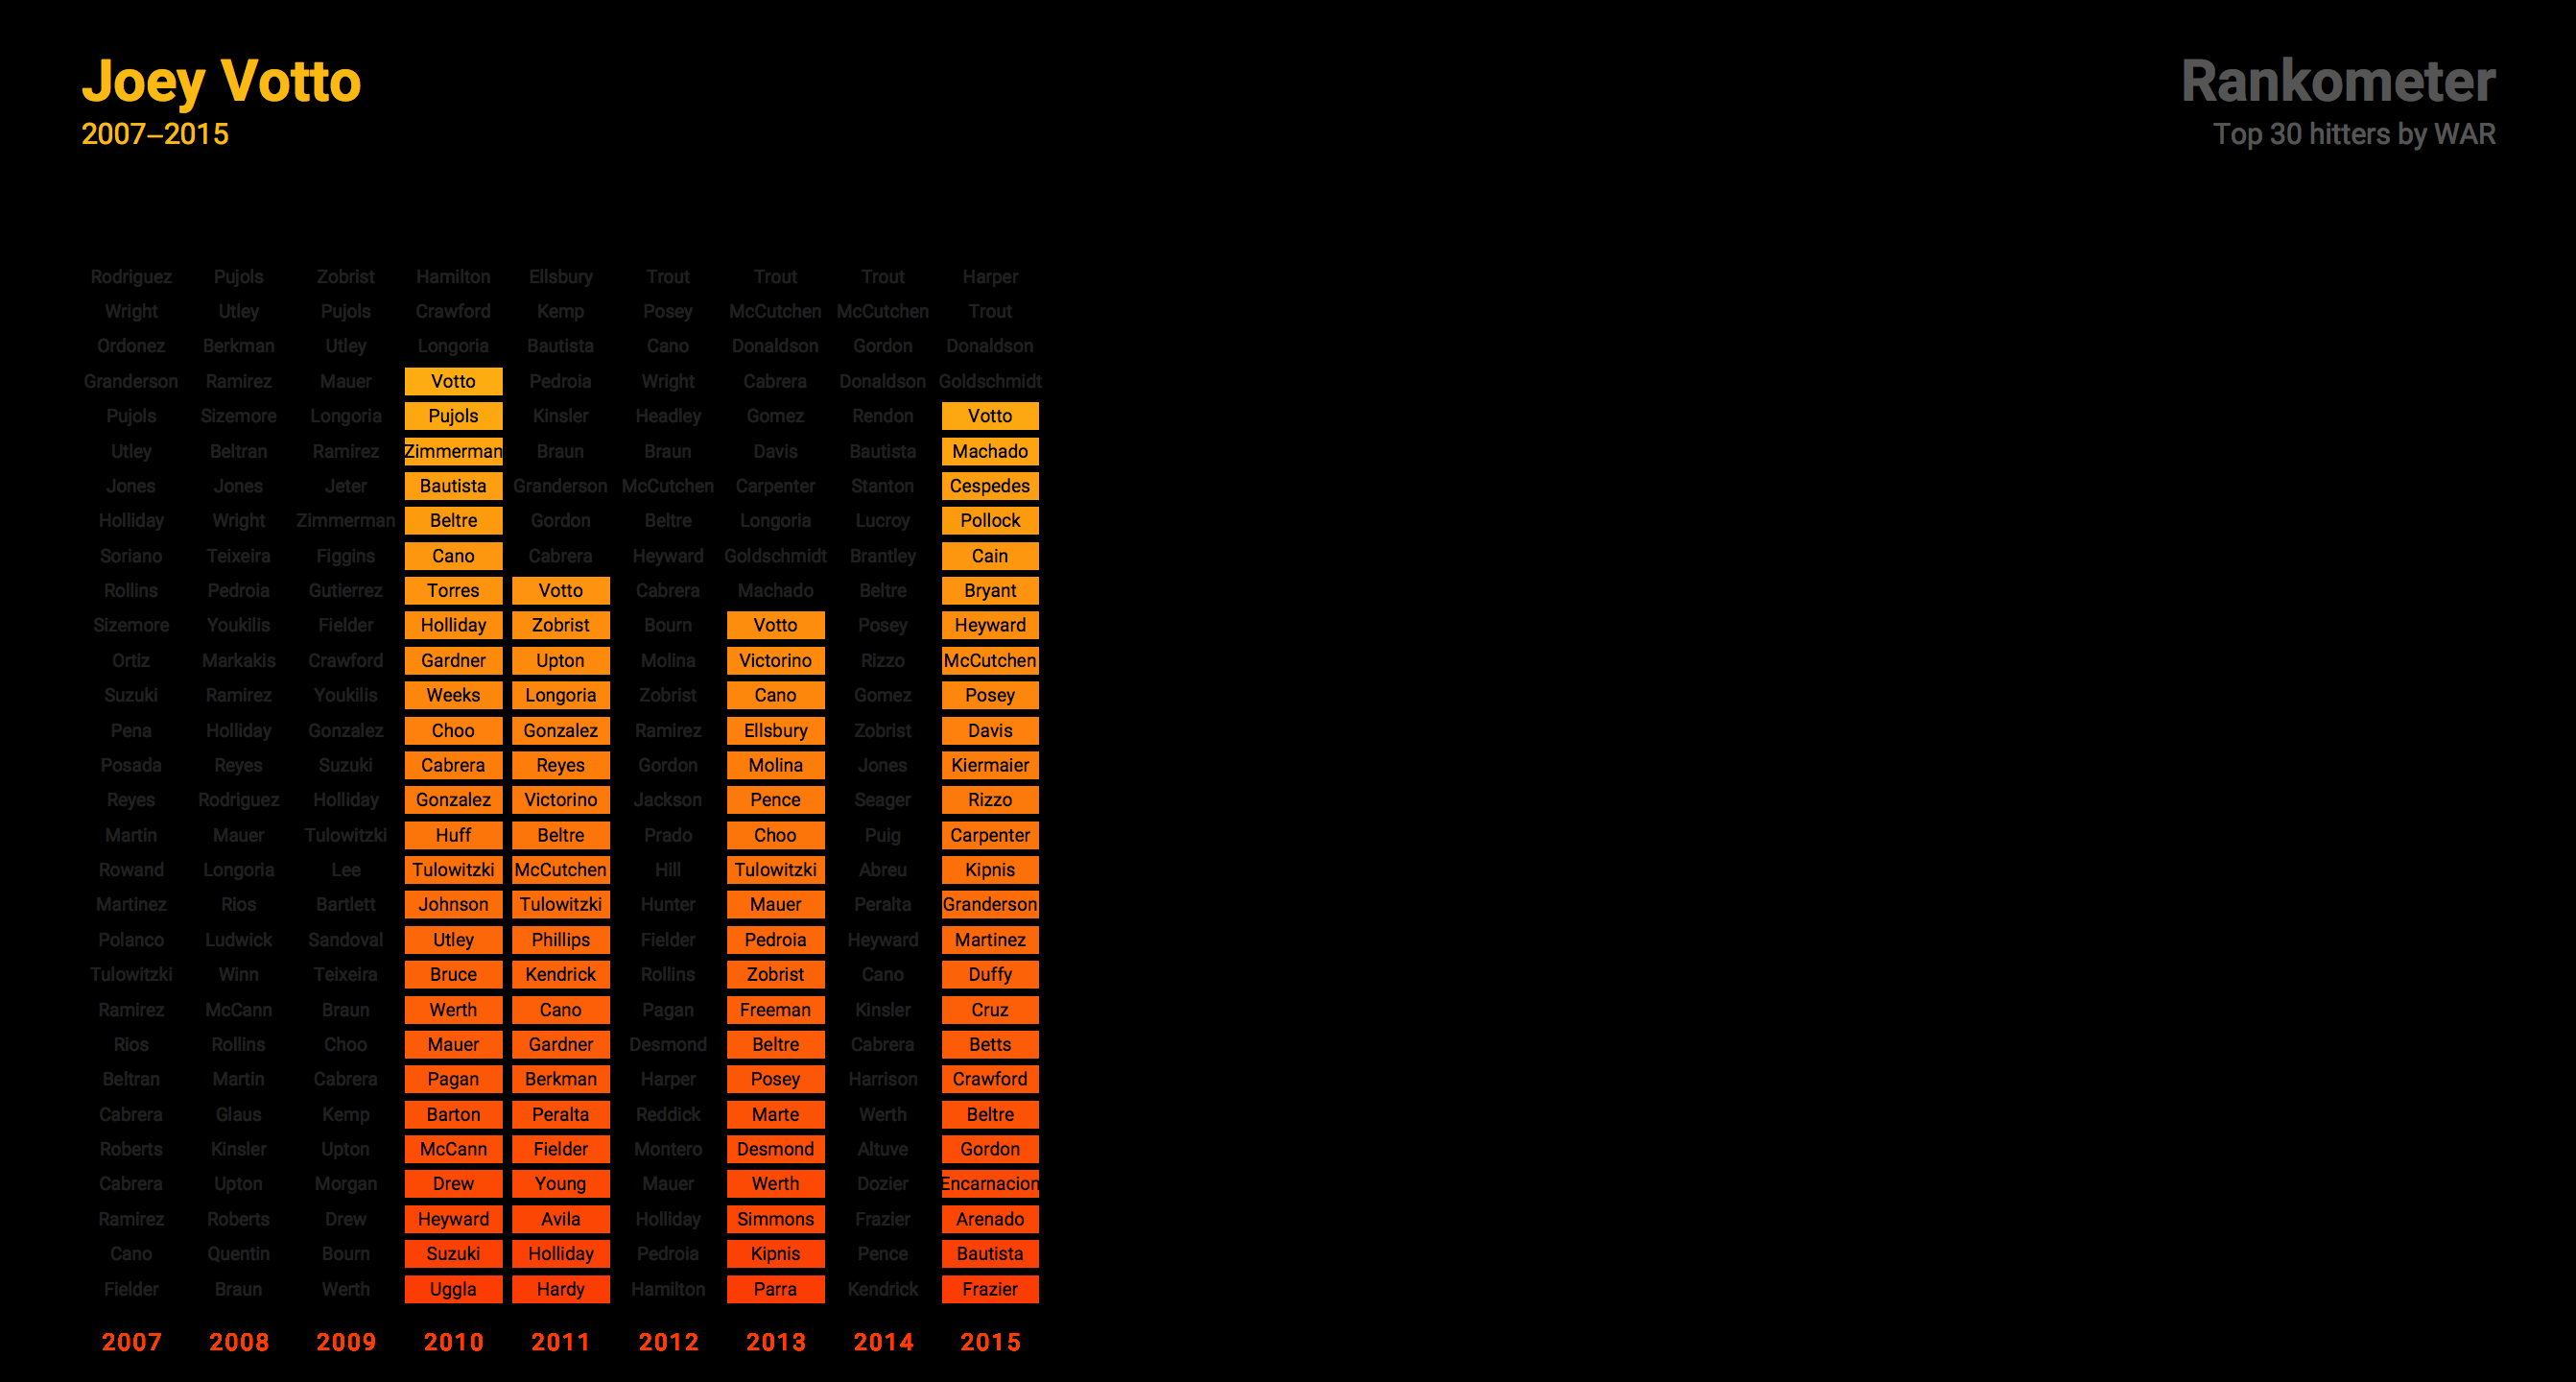 Joey Votto
2007–2015
Rankometer
Top 30 hitters by WAR
Rodriguez Pujols Zobrist Hamilton Ellsbury Trout Trout Trout Harper
Wright Utley Pujols Crawford Kemp Posey McCutchen McCutchen Trout
Ordonez Berkman Utley Longoria Bautista Cano Donaldson Gordon Donaldson
Granderson Ramirez Mauer Votto Pedroia Wright Cabrera Donaldson Goldschmidt
Pujols Sizemore Longoria Pujols Kinsler Headley Gomez Rendon Votto
Utley Beltran Ramirez Zimmerman Braun Braun Davis Bautista Machado
Jones Jones Jeter Bautista Granderson McCutchen Carpenter Stanton Cespedes
Holliday Wright Zimmerman Beltre Gordon Beltre Longoria Lucroy Pollock
Soriano Teixeira Figgins Cano Cabrera Heyward Goldschmidt Brantley Cain
Rollins Pedroia Gutierrez Torres Votto Cabrera Machado Beltre Bryant
Sizemore Youkilis Fielder Holliday Zobrist Bourn Votto Posey Heyward
Ortiz Markakis Crawford Gardner Upton Molina Victorino Rizzo McCutchen
Suzuki Ramirez Youkilis Weeks Longoria Zobrist Cano Gomez Posey
Pena Holliday Gonzalez Choo Gonzalez Ramirez Ellsbury Zobrist Davis
Posada Reyes Suzuki Cabrera Reyes Gordon Molina Jones Kiermaier
Reyes Rodriguez Holliday Gonzalez Victorino Jackson Pence Seager Rizzo
Martin Mauer Tulowitzki Huff Beltre Prado Choo Puig Carpenter
Rowand Longoria Lee Tulowitzki McCutchen Hill Tulowitzki Abreu Kipnis
Martinez Rios Bartlett Johnson Tulowitzki Hunter Mauer Peralta Granderson
Polanco Ludwick Sandoval Utley Phillips Fielder Pedroia Heyward Martinez
Tulowitzki Winn Teixeira Bruce Kendrick Rollins Zobrist Cano Duffy
Ramirez McCann Braun Werth Cano Pagan Freeman Kinsler Cruz
Rios Rollins Choo Mauer Gardner Desmond Beltre Cabrera Betts
Beltran Martin Cabrera Pagan Berkman Harper Posey Harrison Crawford
Cabrera Glaus Kemp Barton Peralta Reddick Marte Werth Beltre
Roberts Kinsler Upton McCann Fielder Montero Desmond Altuve Gordon
Cabrera Upton Morgan Drew Young Mauer Werth Dozier Encarnacion
Ramirez Roberts Drew Heyward Avila Holliday Simmons Frazier Arenado
Cano Quentin Bourn Suzuki Holliday Pedroia Kipnis Pence Bautista
Fielder Braun Werth Uggla Hardy Hamilton Parra Kendrick Frazier
2007 2008 2009 2010 2011 2012 2013 2014 2015